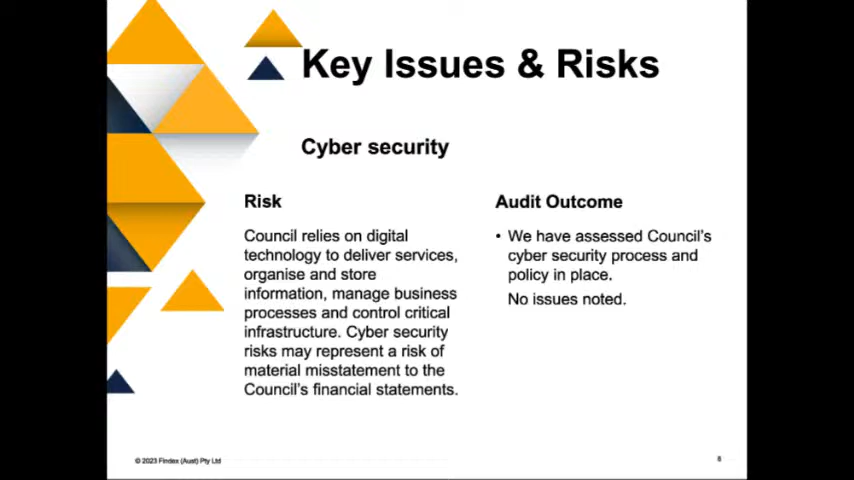 Key Issues & Risks
Cyber security
Risk
Council relies on digital
technology to deliver services,
organise and store
information, manage business
processes and control critical
infrastructure. Cyber security
risks may represent a risk of
material misstatement to the
Council's financial statements.
Audit Outcome
• We have assessed Council's
cyber security process and
policy in place.
No issues noted.
© 2023 Findex (Aust) Pty Ltd